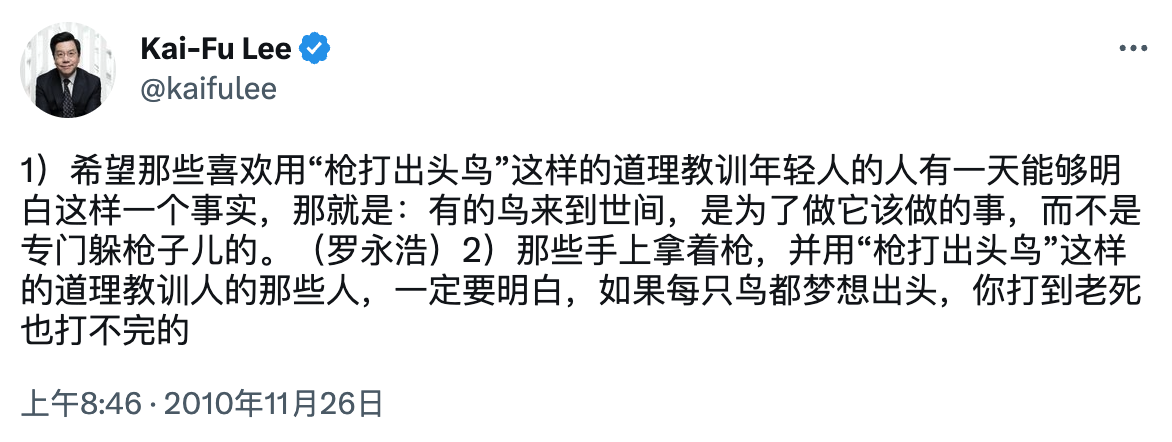 Kai-Fu Lee
@kaifulee
1）希望那些喜欢用“枪打出头鸟”这样的道理教训年轻人的人有一天能够明
白这样一个事实，那就是：有的鸟来到世间，是为了做它该做的事，而不是
专门躲枪子儿的。（罗永浩）2）那些手上拿着枪，并用“枪打出头鸟”这样
的道理教训人的那些人，一定要明白，如果每只鸟都梦想出头，你打到老死
也打不完的
上午8:46 · 2010年11月26日